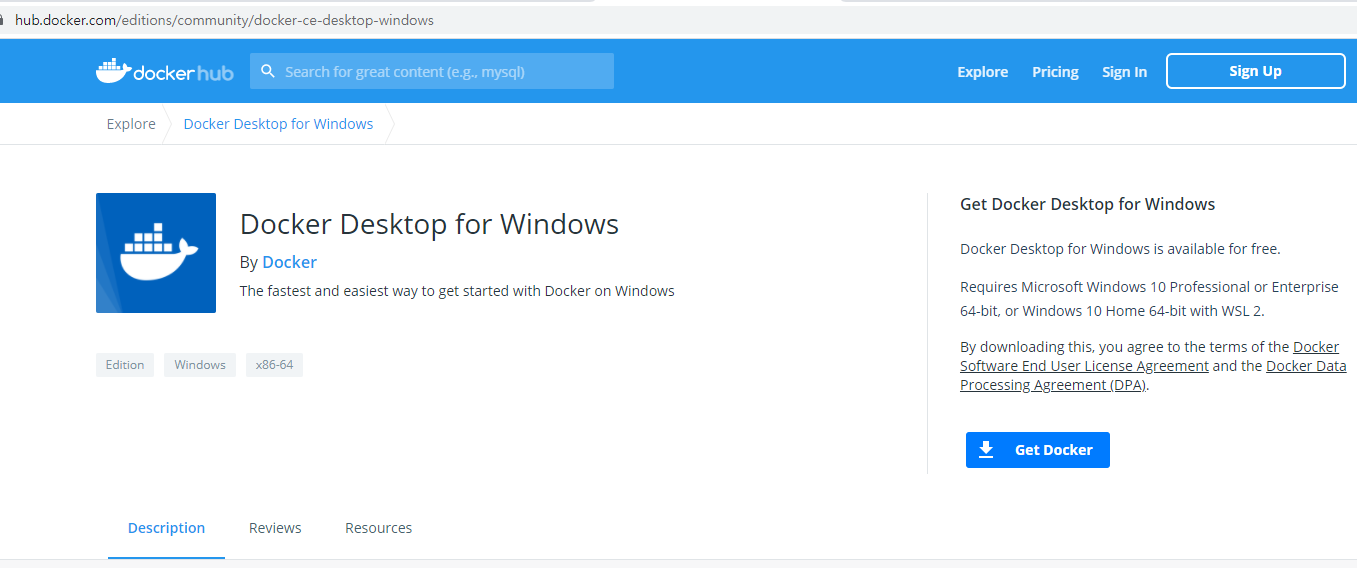 hub.docker.com/editions/community/docker-ce-desktop-windows
dockerhub
Search for great content (e.g., mysql)
Explore
Pricing
Sign In
Sign Up
Explore
Docker Desktop for Windows
Docker Desktop for Windows
By Docker
The fastest and easiest way to get started with Docker on Windows
Edition
Windows
x86-64
Get Docker Desktop for Windows
Docker Desktop for Windows is available for free.
Requires Microsoft Windows 10 Professional or Enterprise
64-bit, or Windows 10 Home 64-bit with WSL 2.
By downloading this, you agree to the terms of the Docker
Software End User License Agreement and the Docker Data
Processing Agreement (DPA).
Get Docker
Description
Reviews
Resources